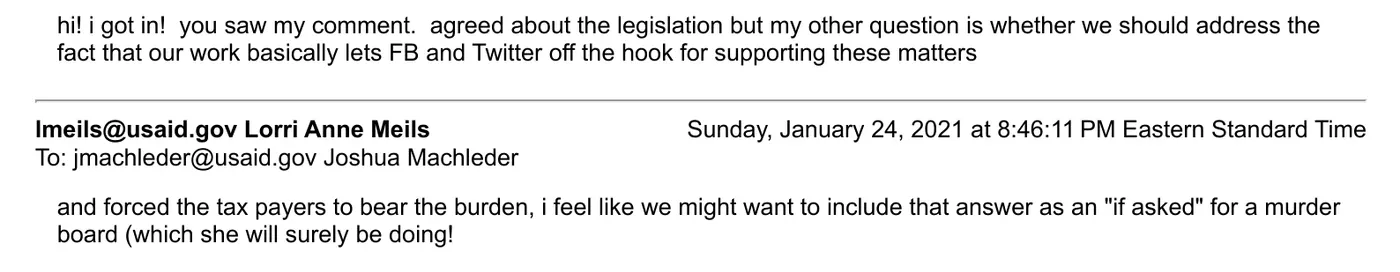 hi! i got in!  you saw my comment.  agreed about the legislation but my other question is whether we should address the
fact that our work basically lets FB and Twitter off the hook for supporting these matters
lmeils@usaid.gov Lorri Anne Meils Sunday, January 24, 2021 at 8:46:11 PM Eastern Standard Time
To: jmachleder@usaid.gov Joshua Machleder
and forced the tax payers to bear the burden, i feel like we might want to include that answer as an "if asked" for a murder
board (which she will surely be doing!